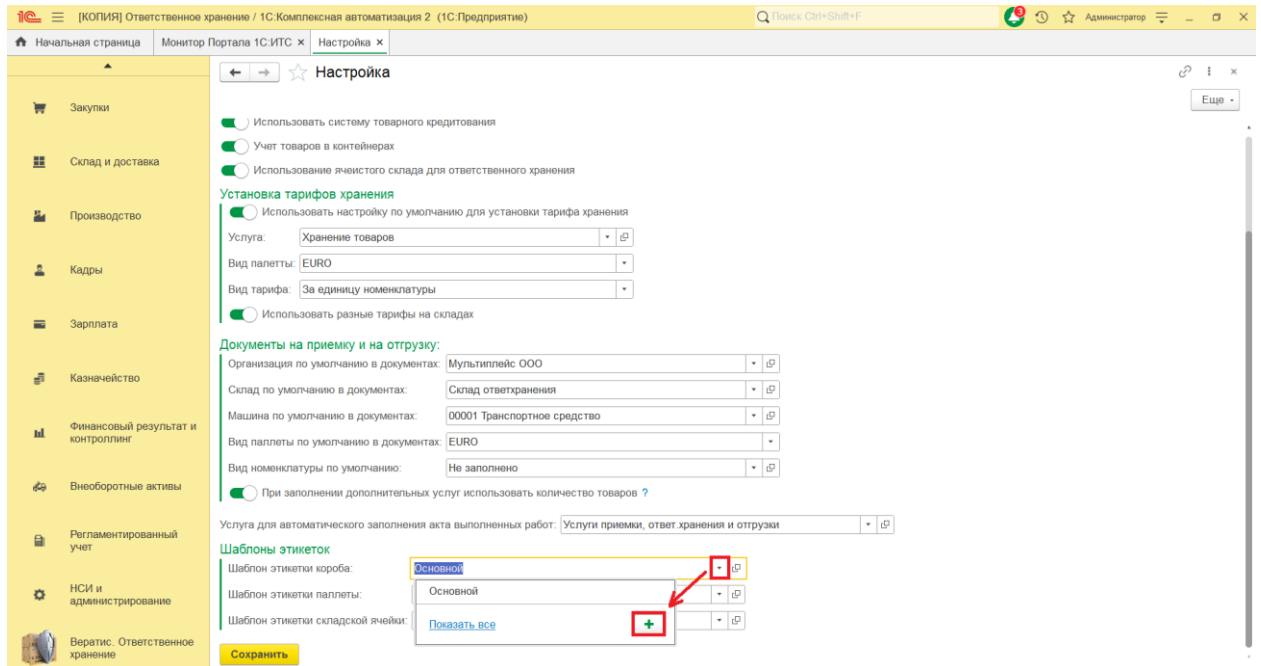 [КОПИЯ] Ответственное хранение / 1С:Комплексная автоматизация 2 (1С:Предприятие)
Поиск Ctrl+Shift+F
3
Администратор
Начальная страница
Монитор Портала 1С:ИТС ×
Настройка ×
Настройка
Еще
Закупки
Склад и доставка
Производство
Кадры
Зарплата
Казначейство
Финансовый результат и
контроллинг
Внеоборотные активы
Регламентированный
учет
НСИ и
администрирование
Вератис. Ответственное
хранение
Использовать систему товарного кредитования
Учет товаров в контейнерах
Использование ячеистого склада для ответственного хранения
Установка тарифов хранения
Использовать настройку по умолчанию для установки тарифа хранения
Услуга: Хранение товаров
Вид палетты: EURO
Вид тарифа: За единицу номенклатуры
Использовать разные тарифы на складах
Документы на приемку и на отгрузку:
Организация по умолчанию в документах: Мультиплейс ООО
Склад по умолчанию в документах: Склад ответхранения
Машина по умолчанию в документах: 00001 Транспортное средство
Вид паллеты по умолчанию в документах: EURO
Вид номенклатуры по умолчанию: Не заполнено
При заполнении дополнительных услуг использовать количество товаров ?
Услуга для автоматического заполнения акта выполненных работ: Услуги приемки, ответ.хранения и отгрузки
Шаблоны этикеток
Шаблон этикетки короба: Основной
Шаблон этикетки паллеты:
Основной
Шаблон этикетки складской ячейки:
Показать все
Сохранить